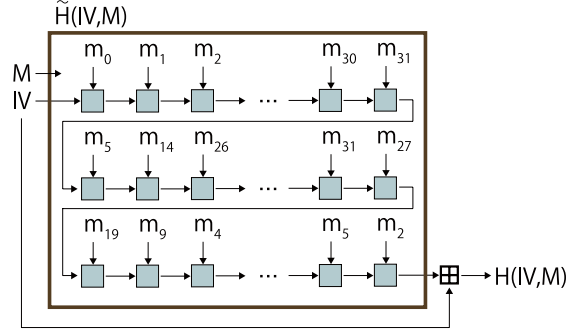 H̃(IV,M)
m₀ m₁ m₂ m₃₀ m₃₁
M
IV
...
m₅ m₁₄ m₂₆ m₃₁ m₂₇
...
m₁₉ m₉ m₄ m₅ m₂
... H(IV,M)